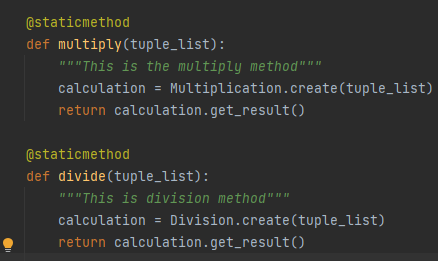 @staticmethod
def multiply(tuple_list):
"""This is the multiply method"""
calculation = Multiplication.create(tuple_list)
return calculation.get_result()
@staticmethod
def divide(tuple_list):
"""This is division method"""
calculation = Division.create(tuple_list)
return calculation.get_result()